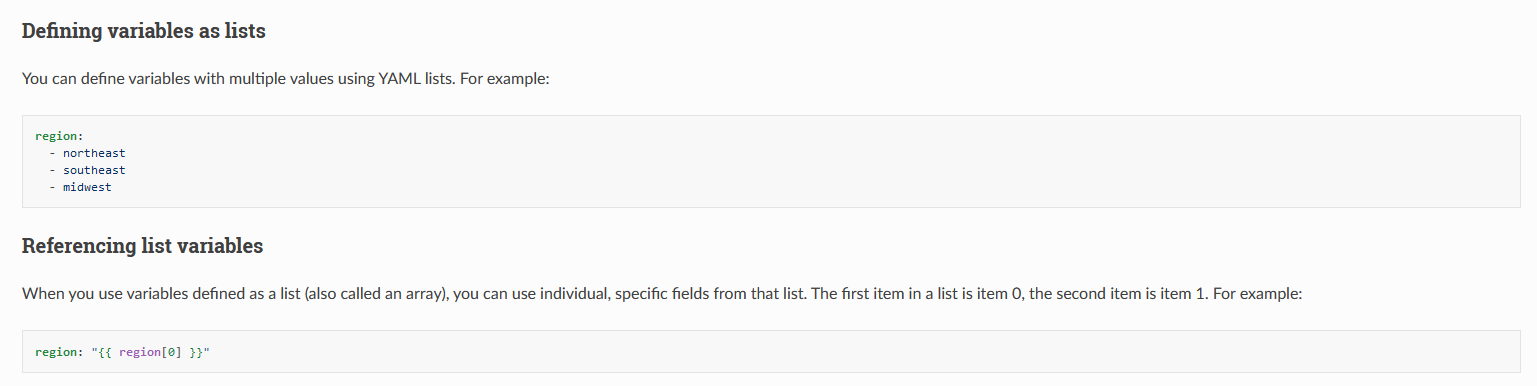 Defining variables as lists
You can define variables with multiple values using YAML lists. For example:
region:
  - northeast
  - southeast
  - midwest
Referencing list variables
When you use variables defined as a list (also called an array), you can use individual, specific fields from that list. The first item in a list is item 0, the second item is item 1. For example:
region: "{{ region[0] }}"